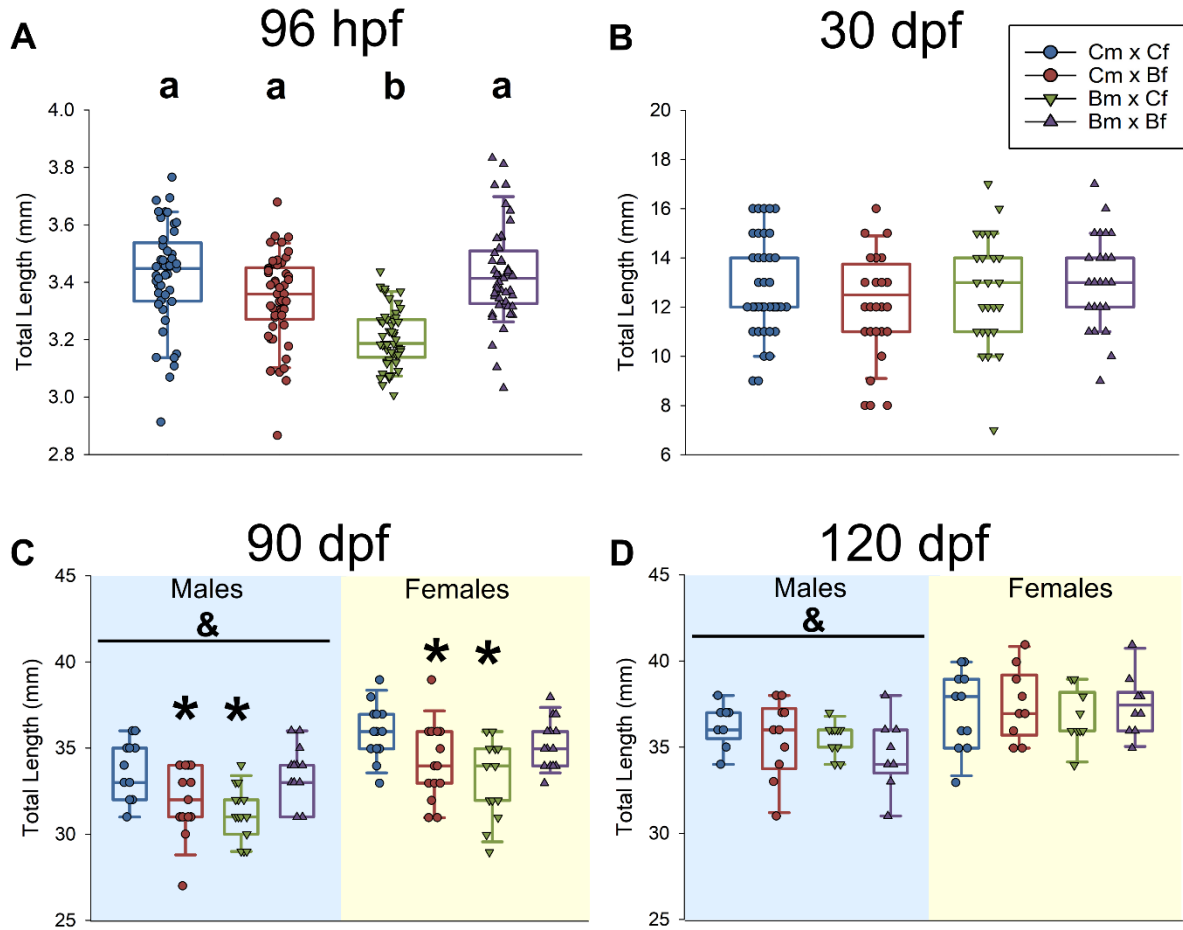 A
96 hpf
a
a
b
a
Total Length (mm)
4.0
3.8
3.6
3.4
3.2
3.0
2.8
B
30 dpf
Cm x Cf
Cm x Bf
Bm x Cf
Bm x Bf
Total Length (mm)
20
18
16
14
12
10
8
6
C
90 dpf
Males
Females
&
*
*
*
*
Total Length (mm)
45
40
35
30
25
D
120 dpf
Males
Females
&
Total Length (mm)
45
40
35
30
25